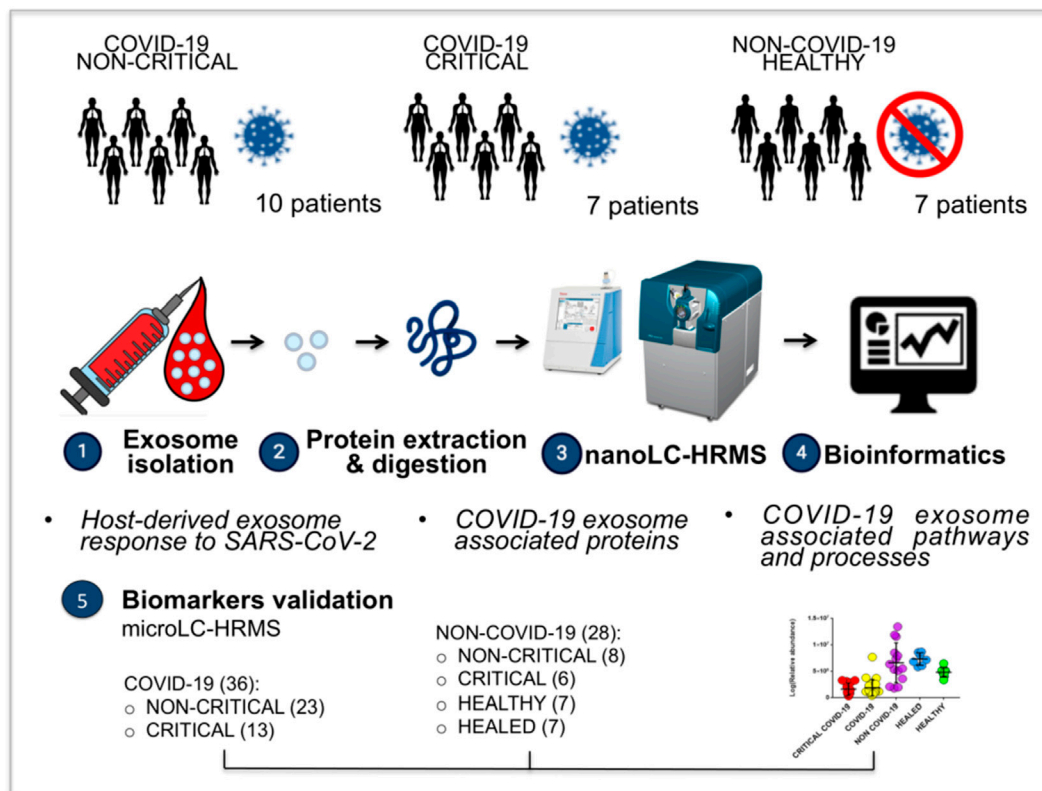 COVID-19
NON-CRITICAL
COVID-19
CRITICAL
NON-COVID-19
HEALTHY
10 patients
7 patients
7 patients
1 Exosome
isolation
2 Protein extraction
& digestion
3 nanoLC-HRMS
4 Bioinformatics
• Host-derived exosome
response to SARS-CoV-2
• COVID-19 exosome
associated proteins
• COVID-19 exosome
associated pathways
and processes
5 Biomarkers validation
microLC-HRMS
COVID-19 (36):
○ NON-CRITICAL (23)
○ CRITICAL (13)
NON-COVID-19 (28):
○ NON-CRITICAL (8)
○ CRITICAL (6)
○ HEALTHY (7)
○ HEALED (7)
Log(Relative abundance)
0
CRITICAL COVID-19
COVID-19
NON COVID-19
HEALED
HEALTHY